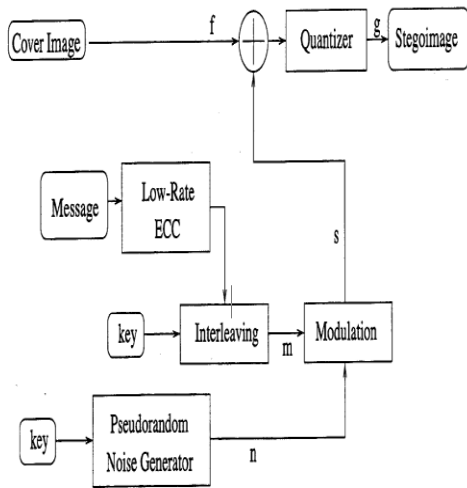 f
Cover Image
Quantizer
g
Stegoimage
Message
Low-Rate
ECC
s
key
Interleaving
m
Modulation
key
Pseudorandom
Noise Generator
n